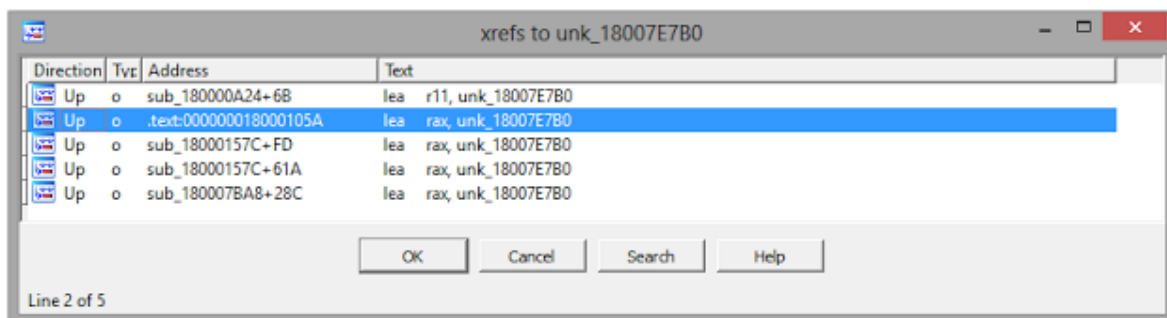 xrefs to unk_18007E7B0
Direction Typ Address Text
Up o sub_180000A24+6B lea r11, unk_18007E7B0
Up o .text:000000018000105A lea rax, unk_18007E7B0
Up o sub_18000157C+FD lea rax, unk_18007E7B0
Up o sub_18000157C+61A lea rax, unk_18007E7B0
Up o sub_180007BA8+28C lea rax, unk_18007E7B0
OK Cancel Search Help
Line 2 of 5